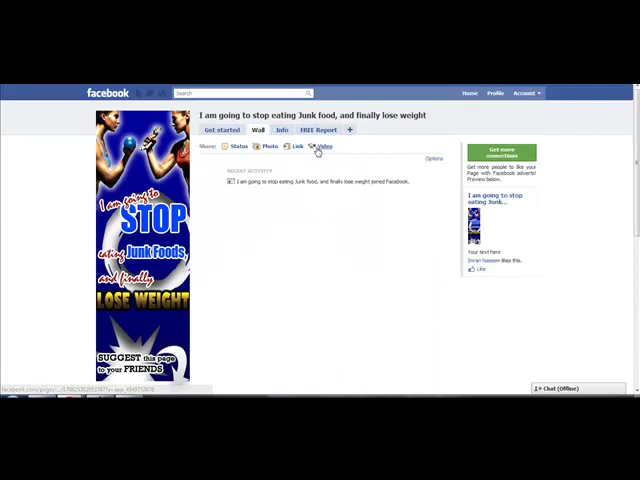 facebook
Search
Home Profile Account
I am going to stop eating Junk food, and finally lose weight
Get started Wall Info FREE Report +
Share: Status Photo Link Video
Options
RECENT ACTIVITY
I am going to stop eating Junk food, and finally lose weight joined Facebook.
Get more
connections
Get more people to like your
Page with Facebook adverts!
Preview below.
I am going to stop
eating Junk...
Your text here
Imran Naseem likes this.
Like
I am going to
STOP
eating Junk Foods,
and finally
LOSE WEIGHT
SUGGEST this page
to your FRIENDS
Chat (Offline)